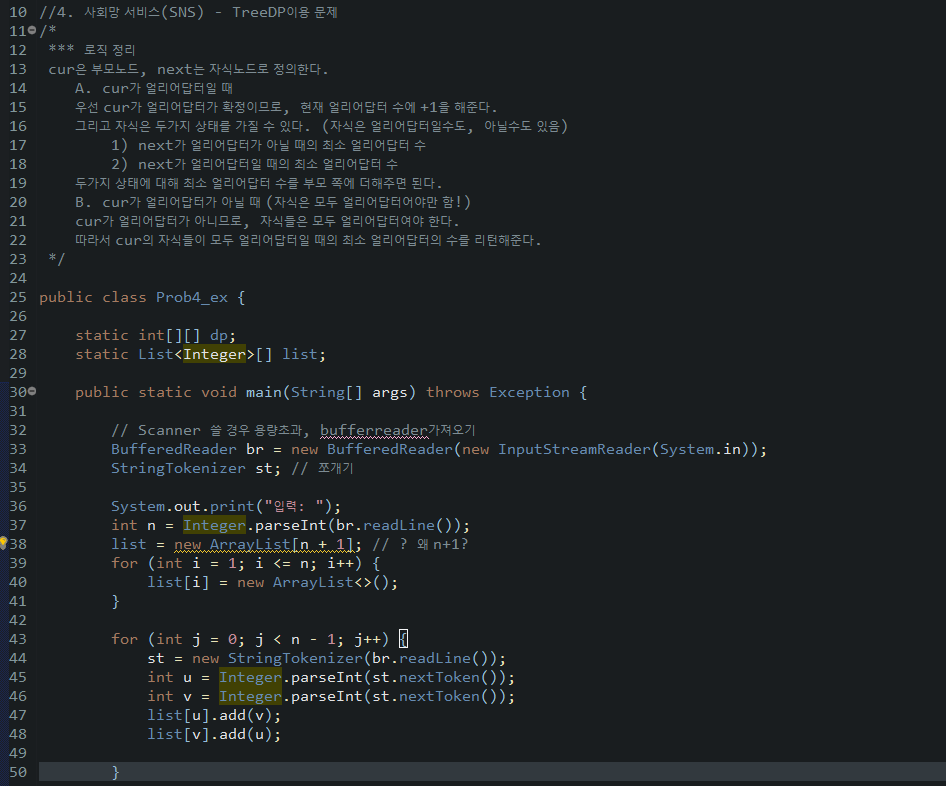 10 //4. 사회망 서비스(SNS) - TreeDP이용 문제
11 /*
12 *** 로직 정리
13 cur은 부모노드, next는 자식노드로 정의한다.
14 A. cur가 얼리어답터일 때
15 우선 cur가 얼리어답터가 확정이므로, 현재 얼리어답터 수에 +1을 해준다.
16 그리고 자식은 두가지 상태를 가질 수 있다. (자식은 얼리어답터일수도, 아닐수도 있음)
17 1) next가 얼리어답터가 아닐 때의 최소 얼리어답터 수
18 2) next가 얼리어답터일 때의 최소 얼리어답터 수
19 두가지 상태에 대해 최소 얼리어답터 수를 부모 쪽에 더해주면 된다.
20 B. cur가 얼리어답터가 아닐 때 (자식은 모두 얼리어답터어야만 함!)
21 cur가 얼리어답터가 아니므로, 자식들은 모두 얼리어답터여야 한다.
22 따라서 cur의 자식들이 모두 얼리어답터일 때의 최소 얼리어답터의 수를 리턴해준다.
23 */
24
25 public class Prob4_ex {
26
27 static int[][] dp;
28 static List<Integer>[] list;
29
30 public static void main(String[] args) throws Exception {
31
32 // Scanner 쓸 경우 용량초과, bufferreader가져오기
33 BufferedReader br = new BufferedReader(new InputStreamReader(System.in));
34 StringTokenizer st; // 쪼개기
35
36 System.out.print("입력: ");
37 int n = Integer.parseInt(br.readLine());
38 list = new ArrayList[n + 1]; // ? 왜 n+1?
39 for (int i = 1; i <= n; i++) {
40 list[i] = new ArrayList<>();
41 }
42
43 for (int j = 0; j < n - 1; j++) {
44 st = new StringTokenizer(br.readLine());
45 int u = Integer.parseInt(st.nextToken());
46 int v = Integer.parseInt(st.nextToken());
47 list[u].add(v);
48 list[v].add(u);
49
50 }